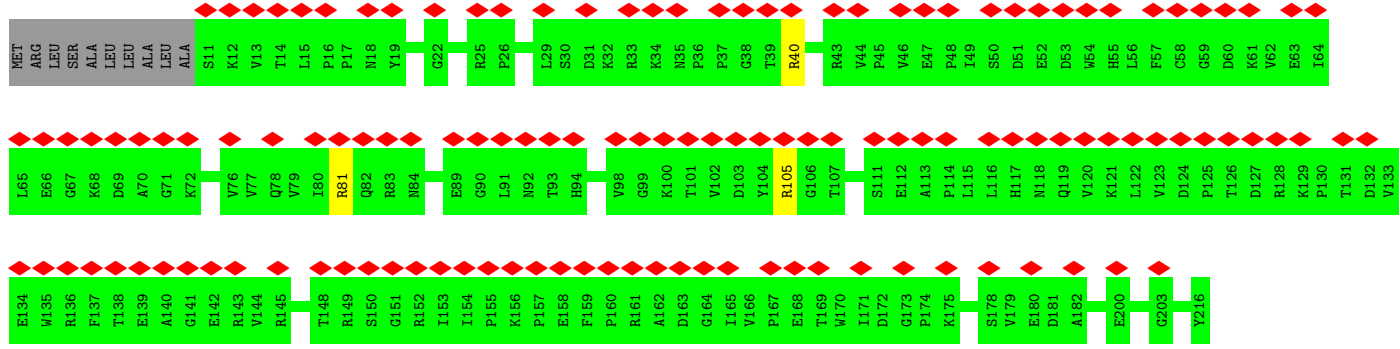 MET ARG LEU SER ALA LEU LEU ALA LEU ALA S11 K12 V13 T14 L15 P16 P17 N18 Y19 G22 R25 P26 L29 S30 D31 K32 R33 K34 N35 P36 P37 G38 T39 R40 R43 V44 P45 V46 E47 P48 I49 S50 D51 E52 D53 W54 H55 L56 F57 C58 G59 D60 K61 V62 E63 I64
L65 E66 G67 K68 D69 A70 G71 K72 V76 V77 Q78 V79 I80 R81 Q82 R83 N84 E89 G90 L91 N92 T93 H94 V98 G99 K100 T101 V102 D103 Y104 R105 G106 T107 S111 E112 A113 P114 L115 L116 H117 N118 Q119 V120 K121 L122 V123 D124 P125 T126 D127 R128 K129 P130 T131 D132 V133
E134 W135 R136 F137 T138 E139 A140 G141 E142 R143 V144 R145 T148 R149 S150 G151 R152 I153 I154 P155 K156 P157 E158 F159 P160 R161 A162 D163 G164 I165 V166 P167 E168 T169 W170 I171 D172 G173 P174 K175 S178 V179 E180 D181 A182 E200 G203 Y216